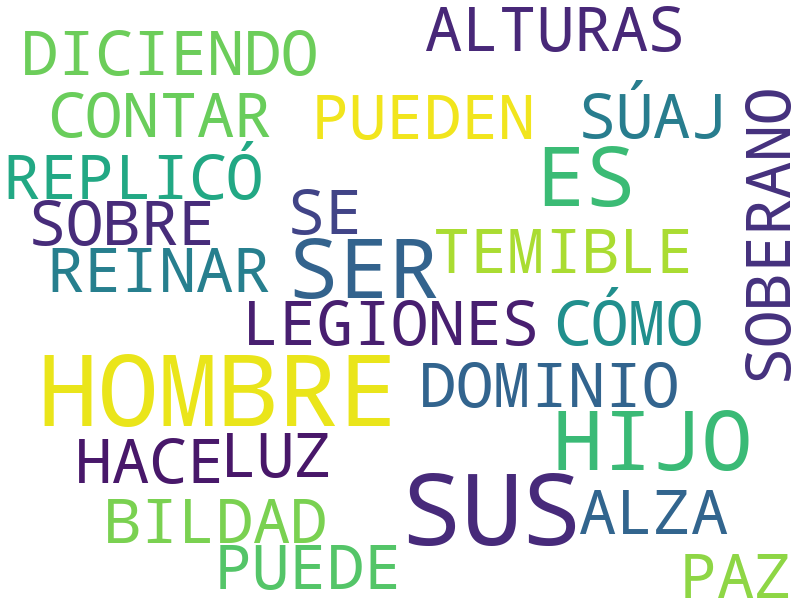 ALTURAS
DICIENDO
CONTAR PUEDEN SÚAJ
SOBERANO
REPLICÓ ES
SOBRE SE
REINAR SER TEMIBLE
LEGIONES CÓMO
HOMBRE DOMINIO
HIJO
HACE LUZ
SUS ALZA
BILDAD
PUEDE PAZ